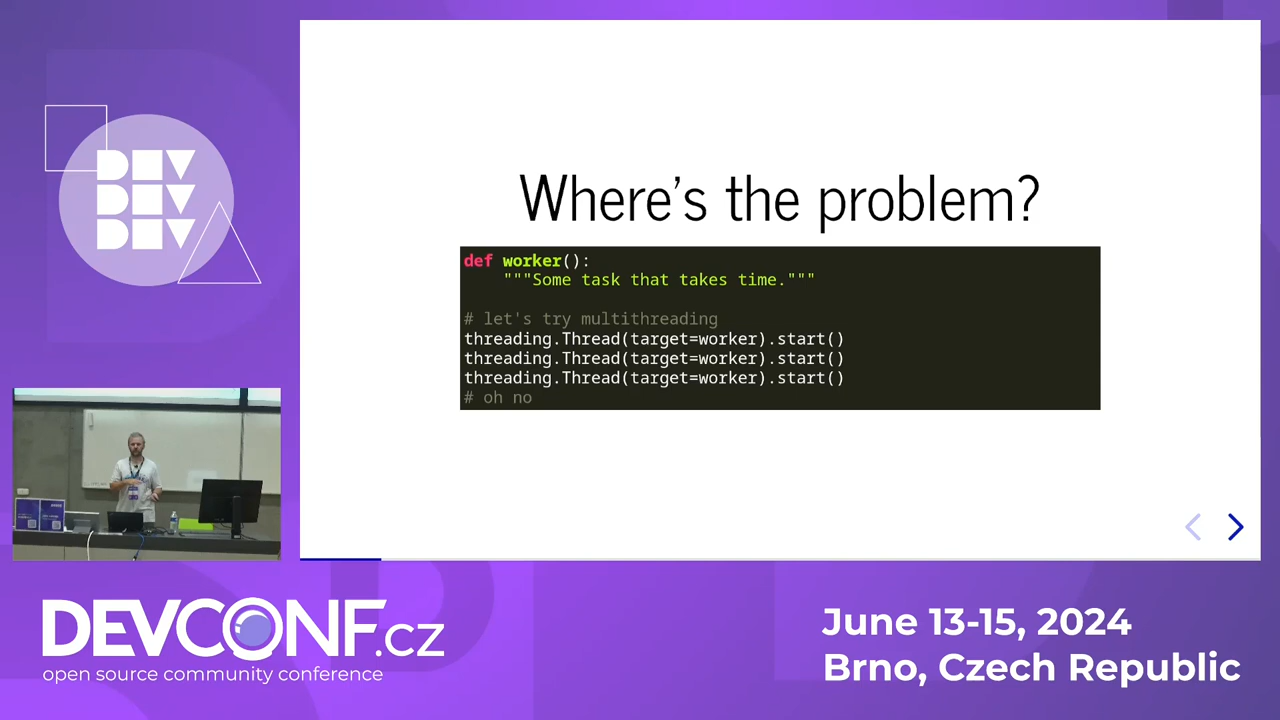 DEV
DEV
DEV
Where's the problem?
def worker():
    """Some task that takes time."""
# let's try multithreading
threading.Thread(target=worker).start()
threading.Thread(target=worker).start()
threading.Thread(target=worker).start()
# oh no
DEVCONF.cz
open source community conference
June 13-15, 2024
Brno, Czech Republic